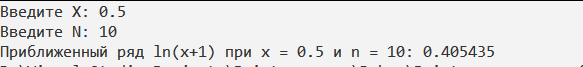 Введите X: 0.5
Введите N: 10
Приближенный ряд ln(x+1) при x = 0.5 и n = 10: 0.405435